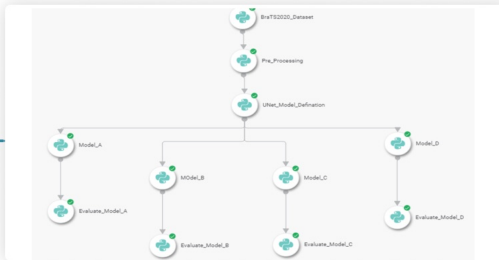 BraTS2020_Dataset
Pre_Processing
UNet_Model_Defination
Model_A
Model_D
MOdel_B
Model_C
Evaluate_Model_A
Evaluate_Model_D
Evaluate_Model_B
Evaluate_Model_C